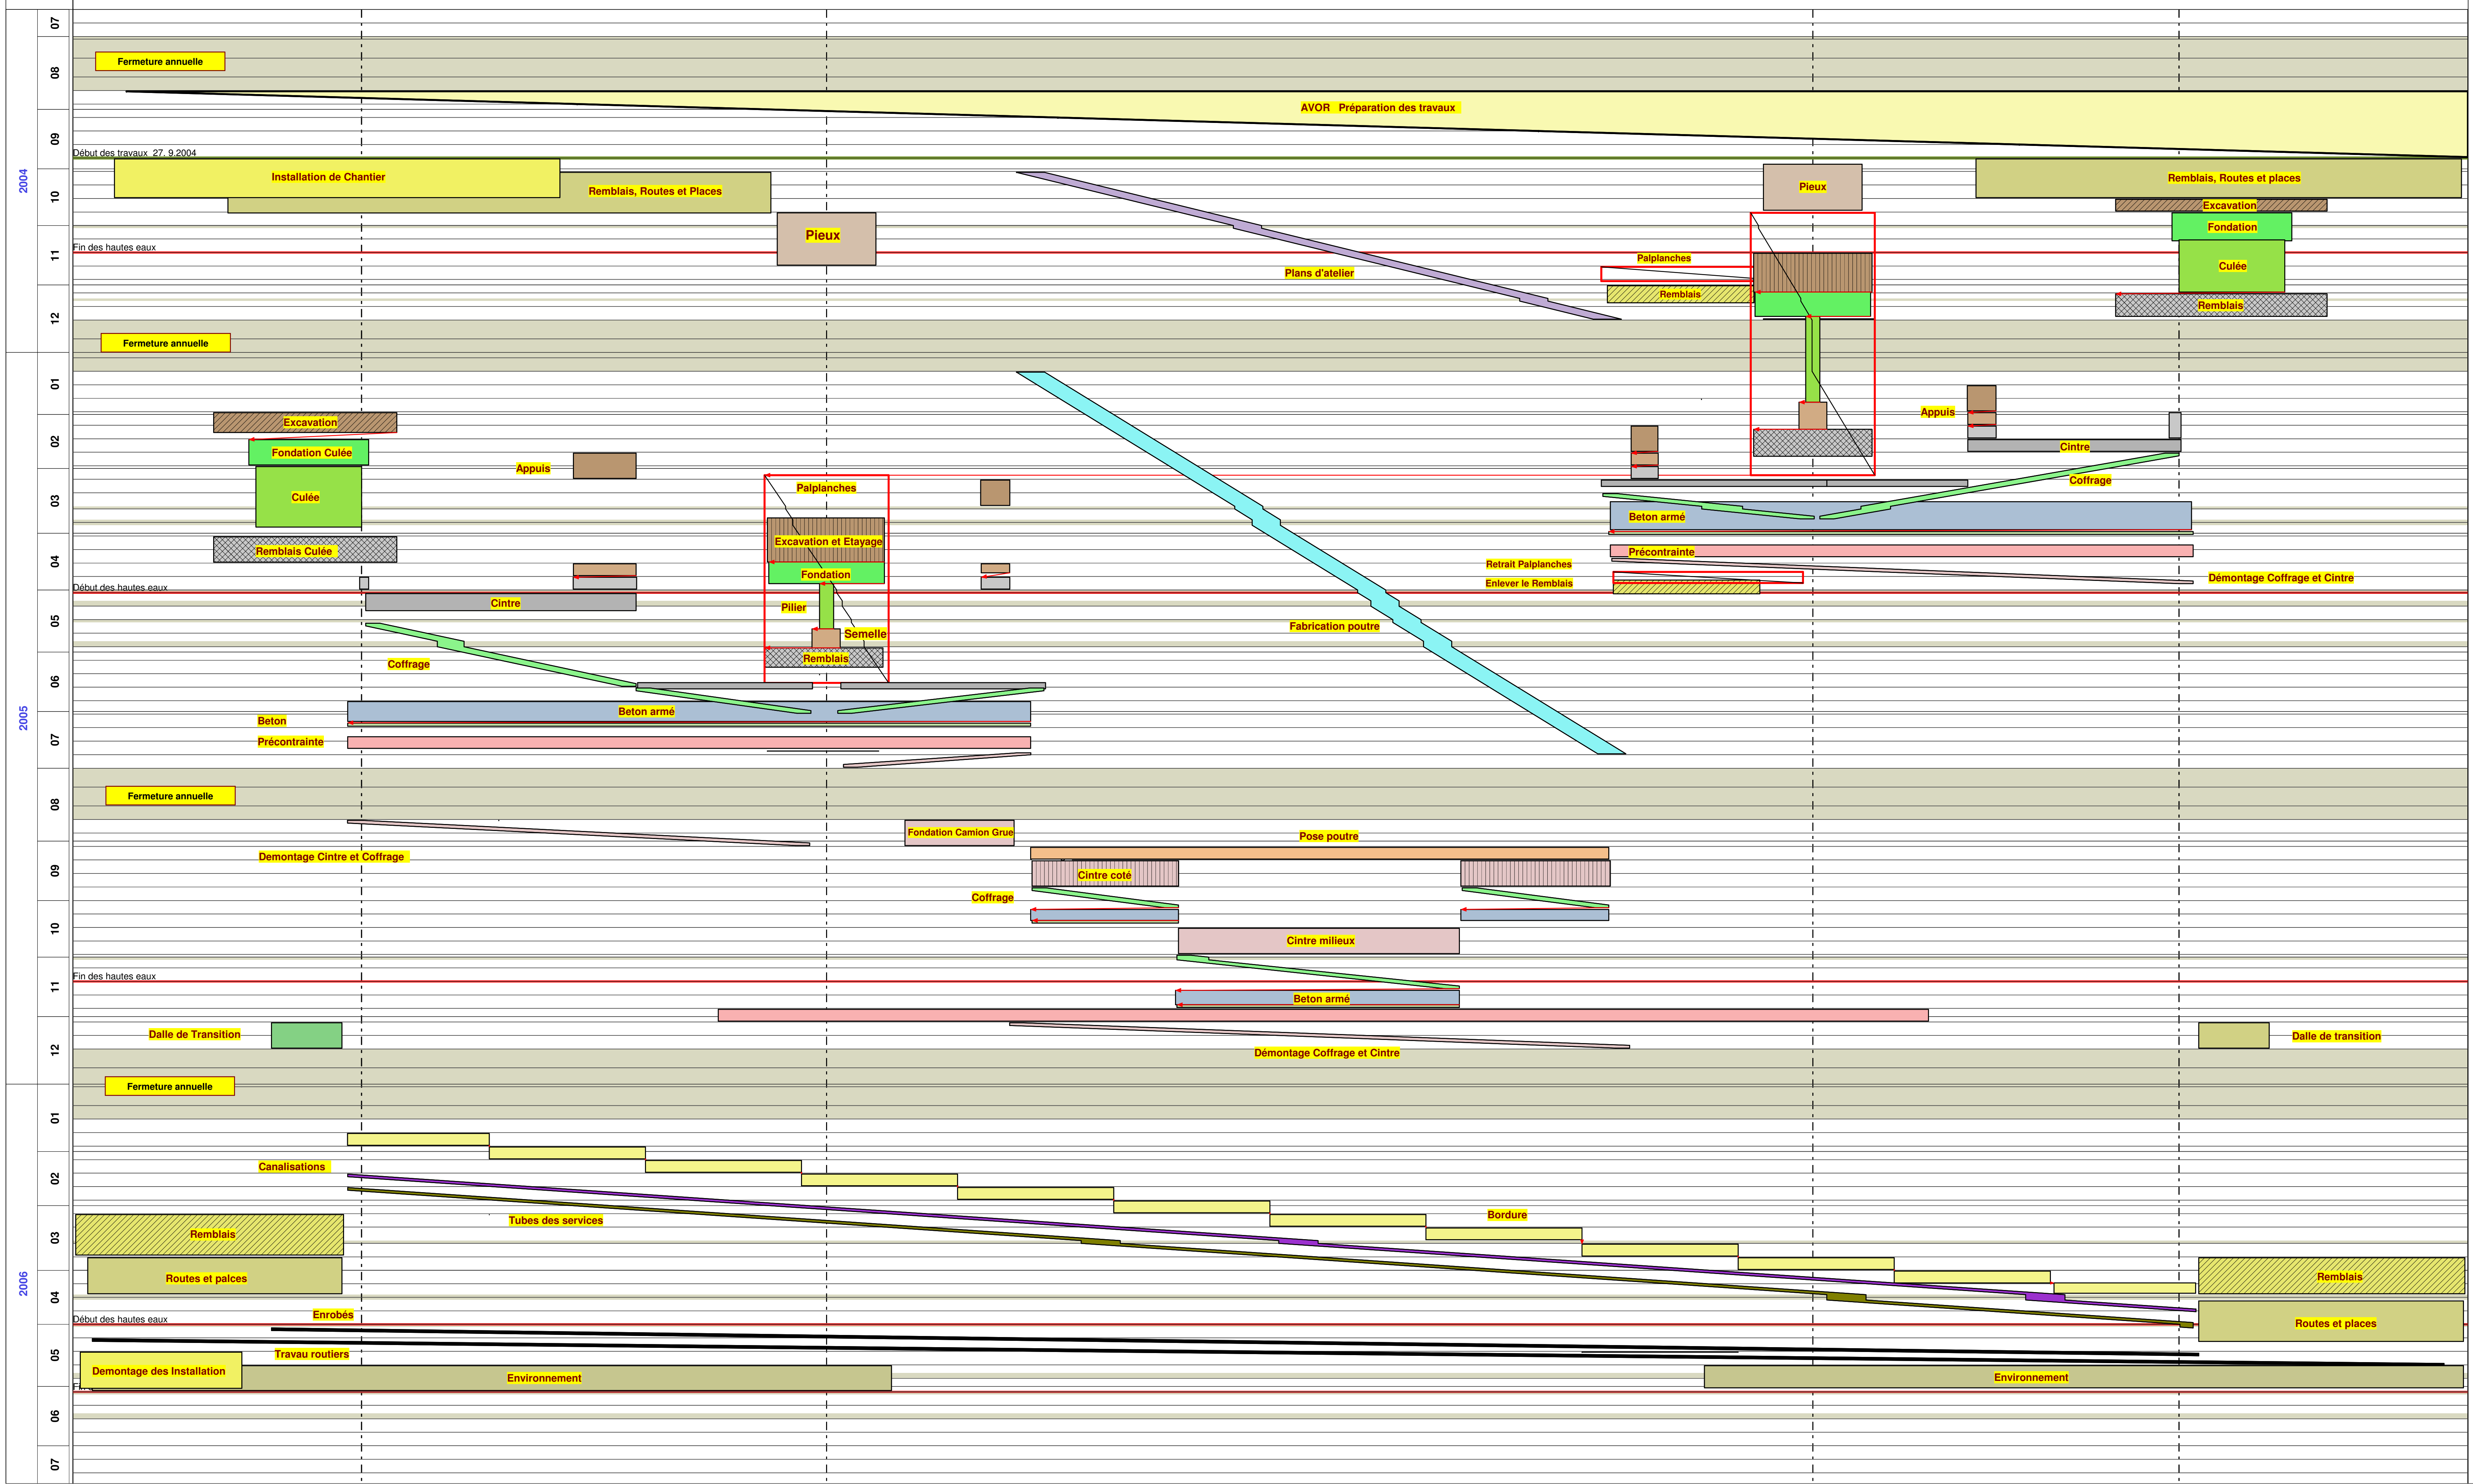 07
Fermeture annuelle
08
AVOR Préparation des travaux
09
Début des travaux 27. 9.2004
2004
Installation de Chantier
Remblais, Routes et Places
Pieux
Remblais, Routes et places
10
Excavation
Fondation
Pieux
Fin des hautes eaux
11
Palplanches
Culée
Plans d'atelier
Remblais
Remblais
12
Fermeture annuelle
01
Appuis
Excavation
02
Cintre
Fondation Culée
Appuis
Coffrage
Palplanches
Culée
03
Beton armé
Excavation et Etayage
Remblais Culée
Précontrainte
04
Retrait Palplanches
Fondation
Démontage Coffrage et Cintre
Enlever le Remblais
Début des hautes eaux
Cintre
Pilier
05
Fabrication poutre
Semelle
Remblais
Coffrage
06
2005
Beton armé
Beton
Précontrainte
07
Fermeture annuelle
08
Fondation Camion Grue
Pose poutre
Demontage Cintre et Coffrage
09
Cintre coté
Coffrage
10
Cintre milieux
Fin des hautes eaux
11
Beton armé
Dalle de Transition
Dalle de transition
12
Démontage Coffrage et Cintre
Fermeture annuelle
01
Canalisations
02
Bordure
Tubes des services
Remblais
03
2006
Routes et palces
Remblais
04
Enrobés
Début des hautes eaux
Routes et places
05
Travau routiers
Demontage des Installation
Environnement
Environnement
06
07